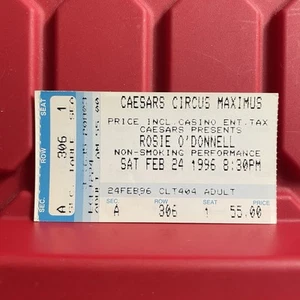 CAESARS CIRCUS MAXIMUS
PRICE INCL. CASINO ENT. TAX
CAESARS PRESENTS
ROSIE O'DONNELL
NON-SMOKING PERFORMANCE
SAT FEB 24 1996 8:30PM
24FEB96 CLT404 ADULT
SEC. ROW SEAT
A 306 1 55.00
SEAT 1
ROW 306
SEC. A